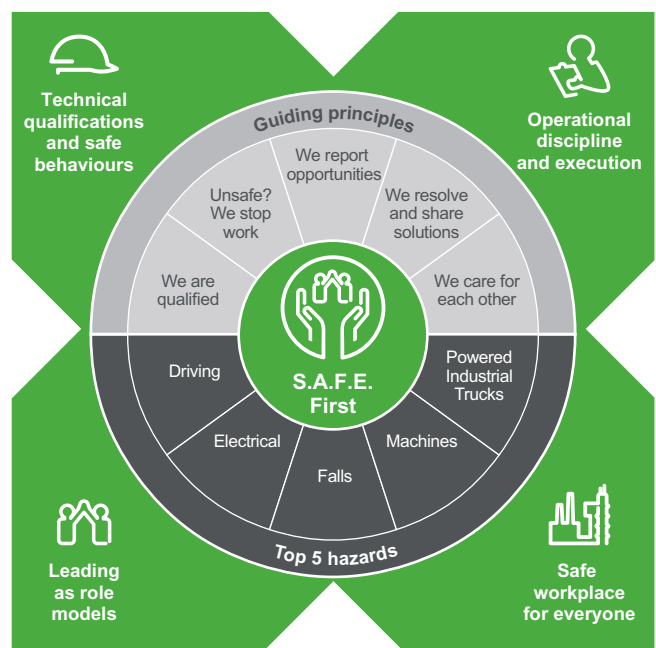 Technical
qualifications
and safe
behaviours
Operational
discipline
and execution
Guiding principles
We are
qualified
Unsafe?
We stop
work
We report
opportunities
We resolve
and share
solutions
We care for
each other
S.A.F.E.
First
Driving
Electrical
Falls
Machines
Powered
Industrial
Trucks
Top 5 hazards
Leading
as role
models
Safe
workplace
for everyone